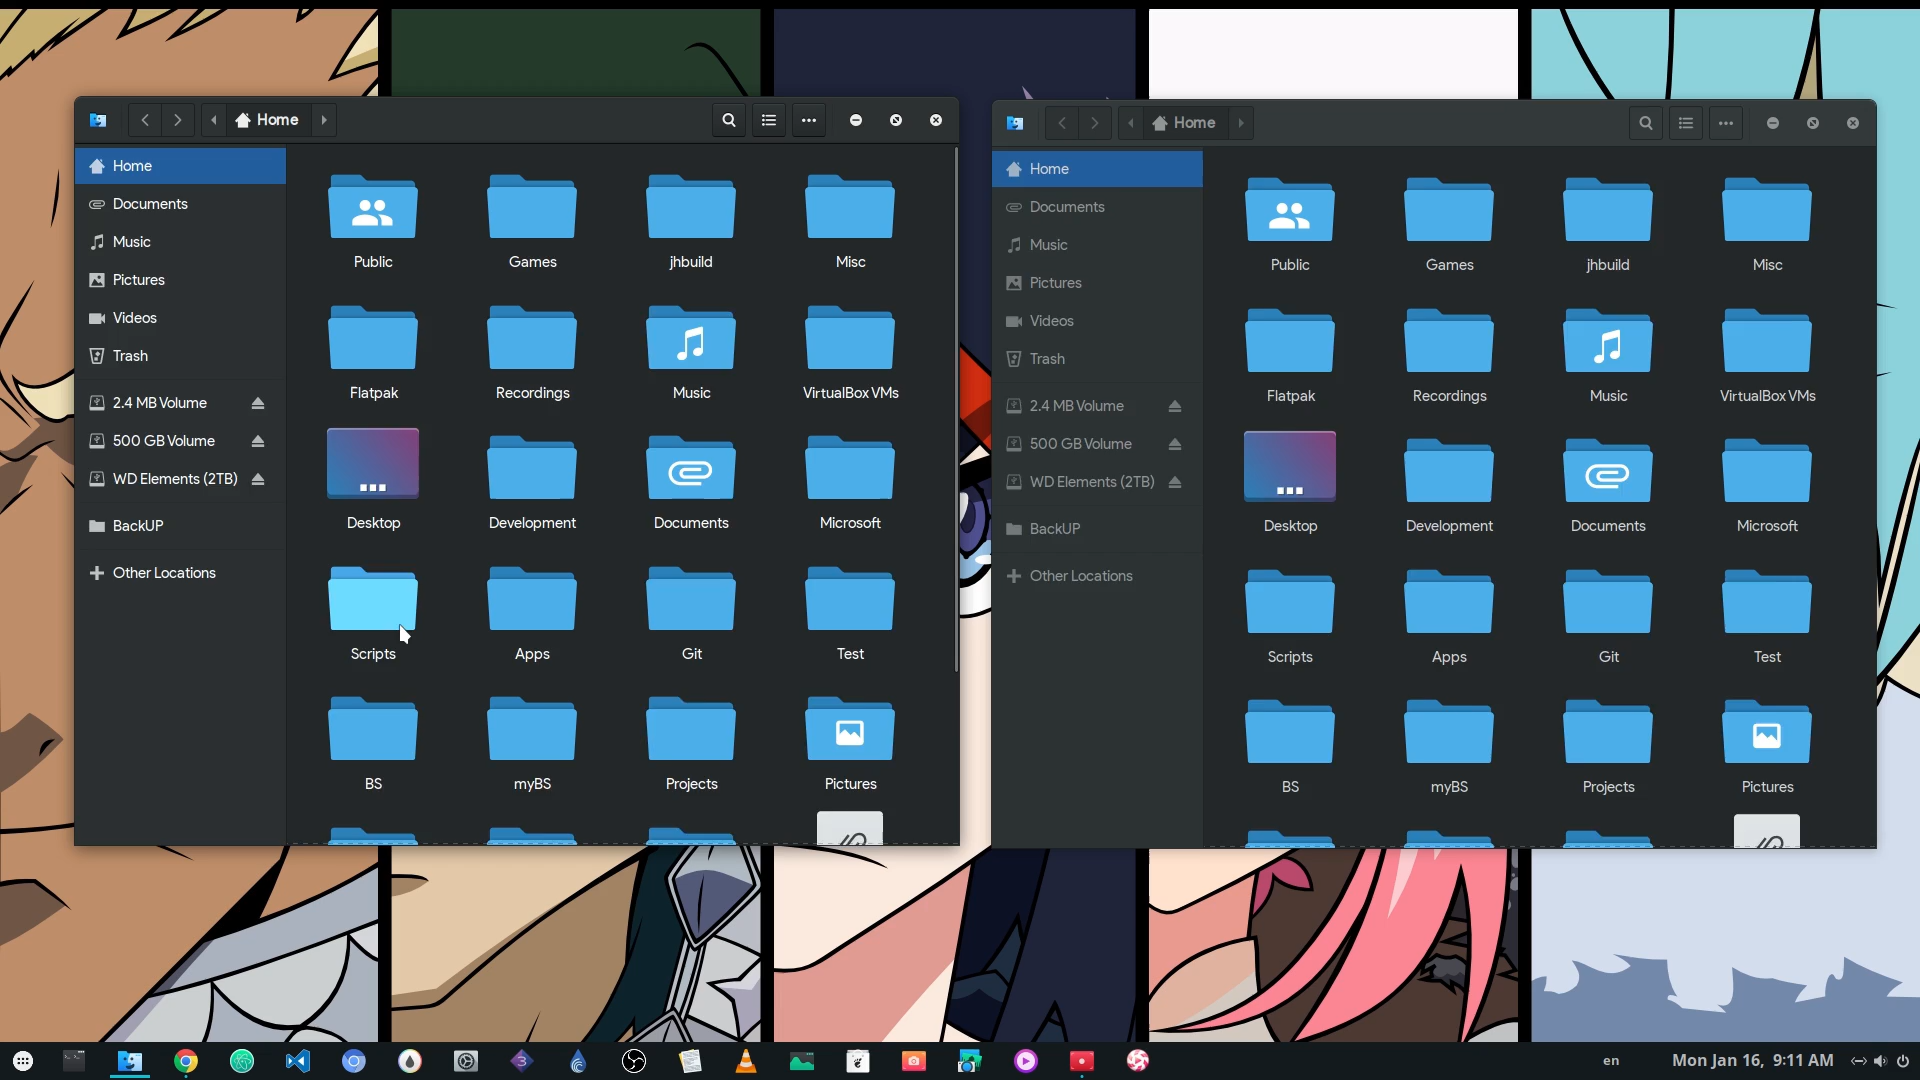 Home
Home
Documents
Music
Pictures
Videos
Trash
2.4 MB Volume
500 GB Volume
WD Elements (2TB)
BackUP
Other Locations
Public Games jhbuild Misc
Flatpak Recordings Music VirtualBox VMs
Desktop Development Documents Microsoft
Scripts Apps Git Test
BS myBS Projects Pictures
Home
Home
Documents
Music
Pictures
Videos
Trash
2.4 MB Volume
500 GB Volume
WD Elements (2TB)
BackUP
Other Locations
Public Games jhbuild Misc
Flatpak Recordings Music VirtualBox VMs
Desktop Development Documents Microsoft
Scripts Apps Git Test
BS myBS Projects Pictures
3
en Mon Jan 16, 9:11 AM